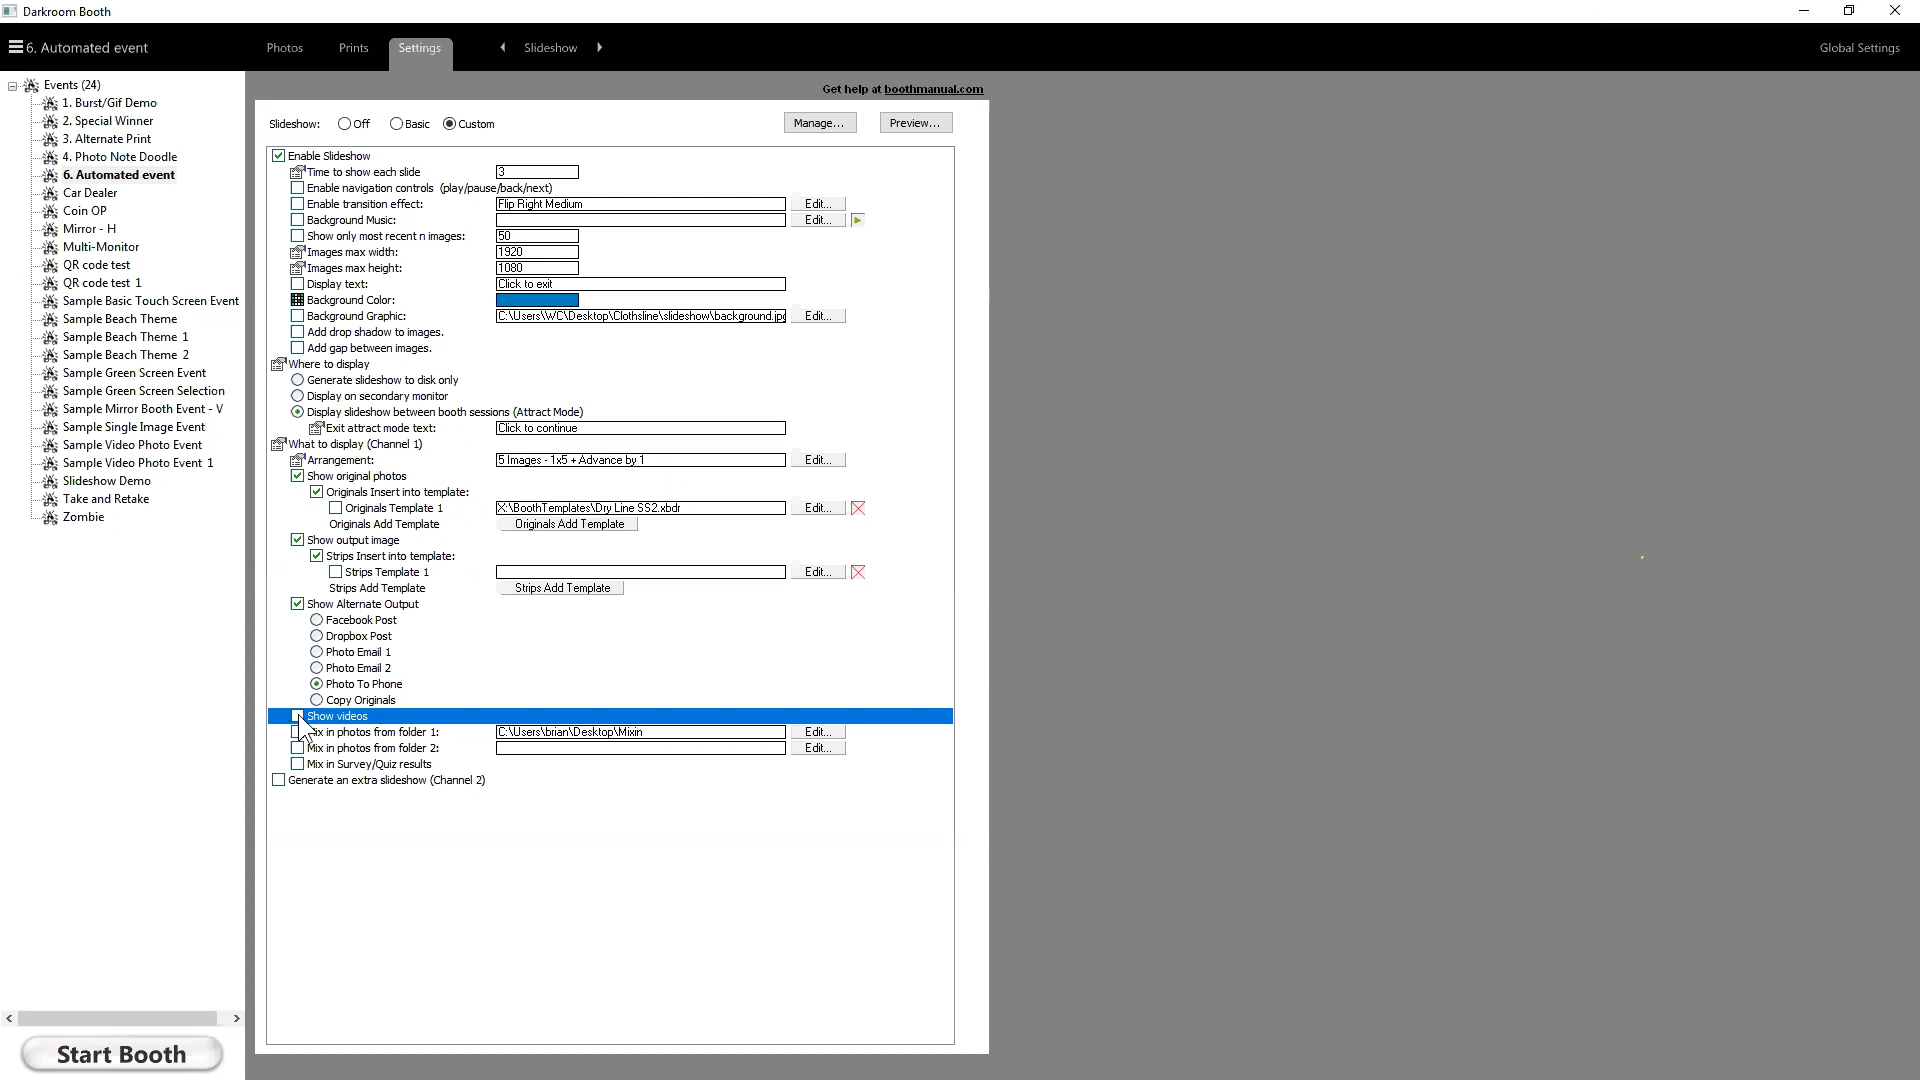 Darkroom Booth
6. Automated event
Photos
Prints
Settings
Slideshow
Global Settings
Events (24)
1. Burst/Gif Demo
2. Special Winner
3. Alternate Print
4. Photo Note Doodle
6. Automated event
Car Dealer
Coin OP
Mirror - H
Multi-Monitor
QR code test
QR code test 1
Sample Basic Touch Screen Event
Sample Beach Theme
Sample Beach Theme 1
Sample Beach Theme 2
Sample Green Screen Event
Sample Green Screen Selection
Sample Mirror Booth Event - V
Sample Single Image Event
Sample Video Photo Event
Sample Video Photo Event 1
Slideshow Demo
Take and Retake
Zombie
Start Booth
Get help at boothmanual.com
Slideshow: Off Basic Custom Manage... Preview...
Enable Slideshow
Time to show each slide 3
Enable navigation controls (play/pause/back/next)
Enable transition effect: Flip Right Medium Edit...
Background Music: Edit...
Show only most recent n images: 50
Images max width: 1920
Images max height: 1080
Display text: Click to exit
Background Color:
Background Graphic: C:\Users\WC\Desktop\Clothsline\slideshow\background.jpg Edit...
Add drop shadow to images.
Add gap between images.
Where to display
Generate slideshow to disk only
Display on secondary monitor
Display slideshow between booth sessions (Attract Mode)
Exit attract mode text: Click to continue
What to display (Channel 1)
Arrangement: 5 Images - 1x5 + Advance by 1 Edit...
Show original photos
Originals Insert into template:
Originals Template 1 X:\BoothTemplates\Dry Line SS2.xbdr Edit...
Originals Add Template Originals Add Template
Show output image
Strips Insert into template:
Strips Template 1 Edit...
Strips Add Template Strips Add Template
Show Alternate Output
Facebook Post
Dropbox Post
Photo Email 1
Photo Email 2
Photo To Phone
Copy Originals
Show videos
ix in photos from folder 1: C:\Users\brian\Desktop\Mixin Edit...
Mix in photos from folder 2: Edit...
Mix in Survey/Quiz results
Generate an extra slideshow (Channel 2)